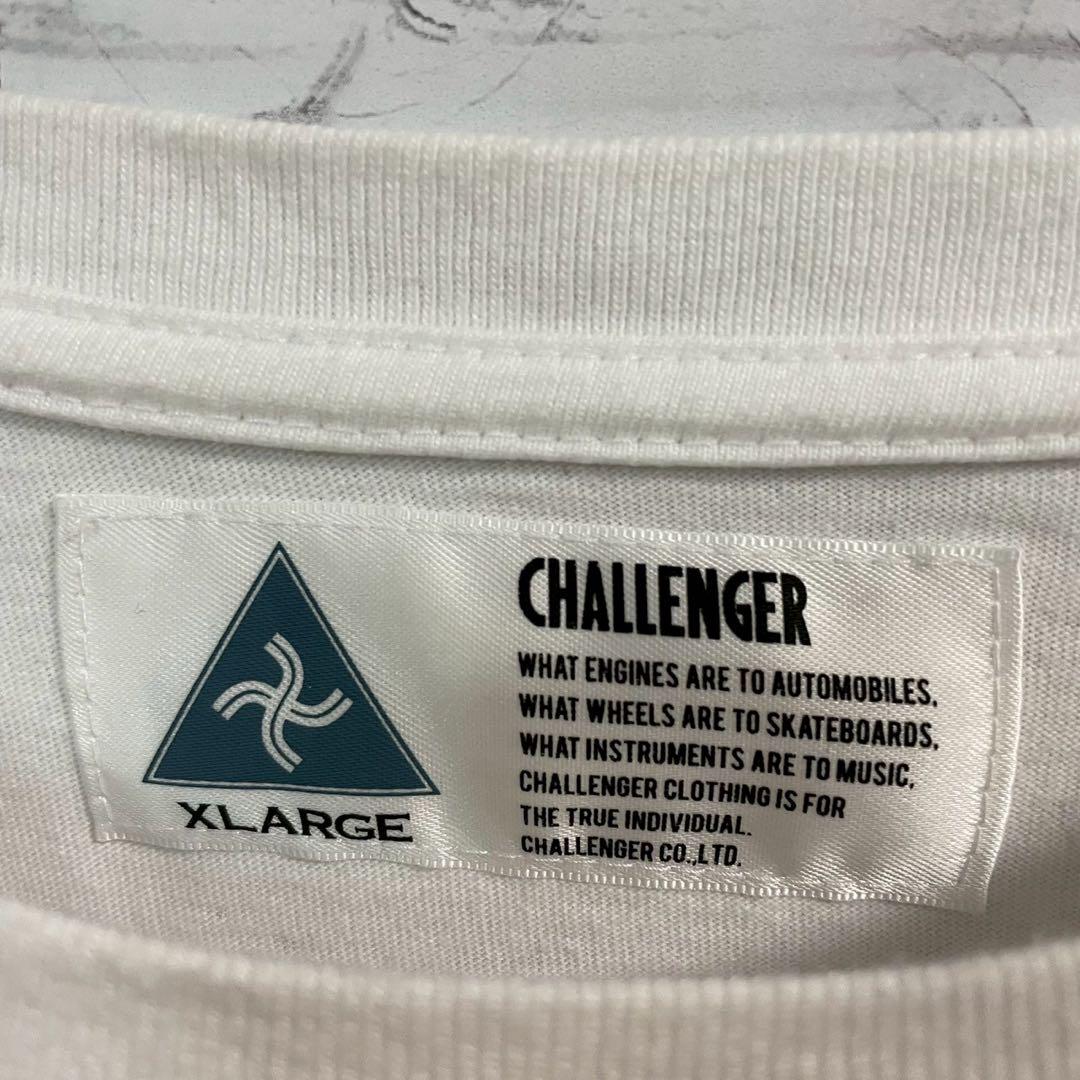 XLARGE
CHALLENGER
WHAT ENGINES ARE TO AUTOMOBILES.
WHAT WHEELS ARE TO SKATEBOARDS,
WHAT INSTRUMENTS ARE TO MUSIC,
CHALLENGER CLOTHING IS FOR
THE TRUE INDIVIDUAL.
CHALLENGER CO.,LTD.